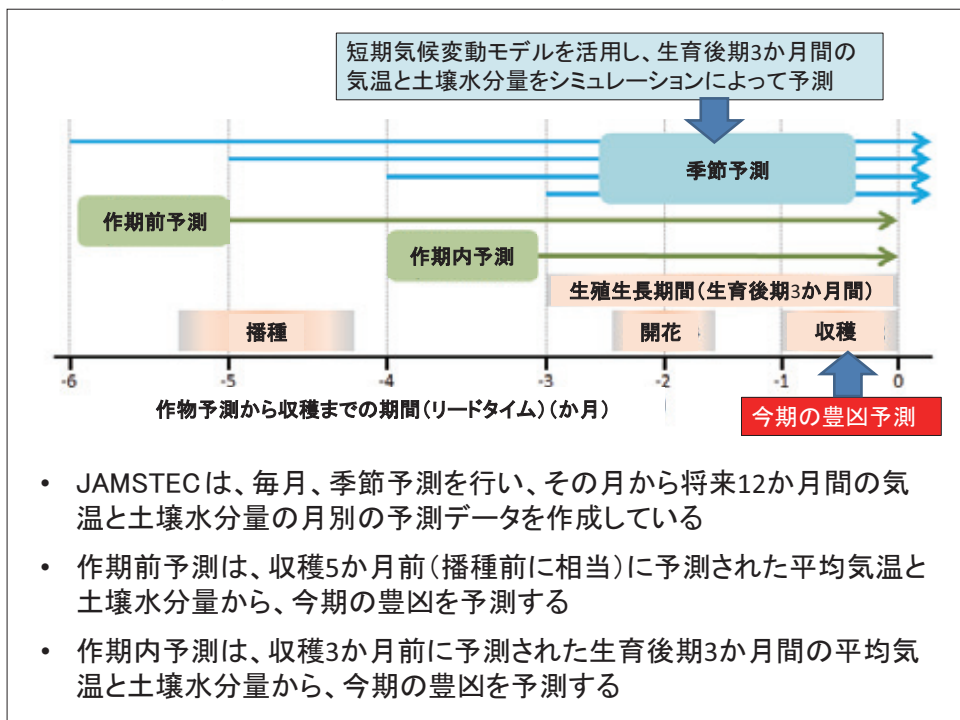 短期気候変動モデルを活用し、生育後期3か月間の
気温と土壌水分量をシミュレーションによって予測
季節予測
作期前予測
作期内予測
生殖生長期間(生育後期3か月間)
播種
開花
収穫
-6
-5
-4
-3
-2
-1
0
作物予測から収穫までの期間(リードタイム)(か月)
今期の豊凶予測
• JAMSTECは、毎月、季節予測を行い、その月から将来12か月間の気
温と土壌水分量の月別の予測データを作成している
• 作期前予測は、収穫5か月前(播種前に相当)に予測された平均気温と
土壌水分量から、今期の豊凶を予測する
• 作期内予測は、収穫3か月前に予測された生育後期3か月間の平均気
温と土壌水分量から、今期の豊凶を予測する